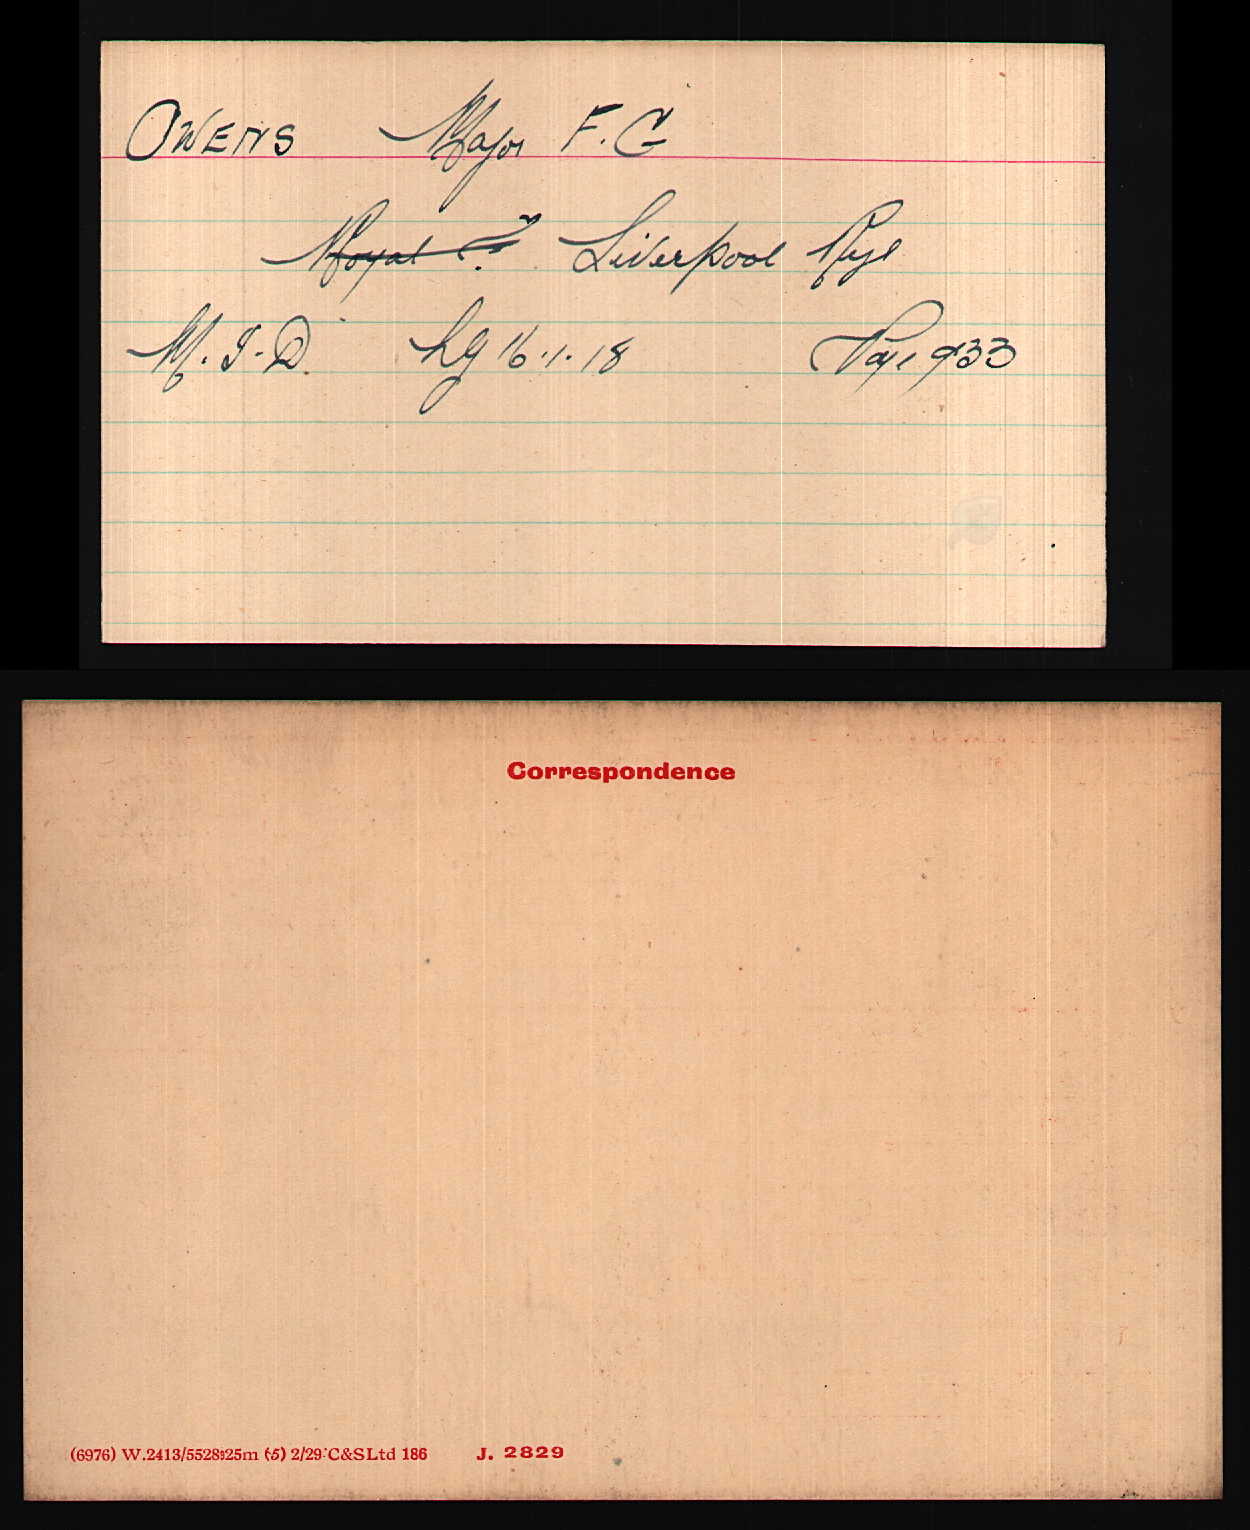 OWENS Major F. G
Royal Liverpool Regt
M.I.D. LG 16.1.18 Page 933
Correspondence
(6976) W.2413/5528 25m (5) 2/29 C&SLtd 186 J. 2829